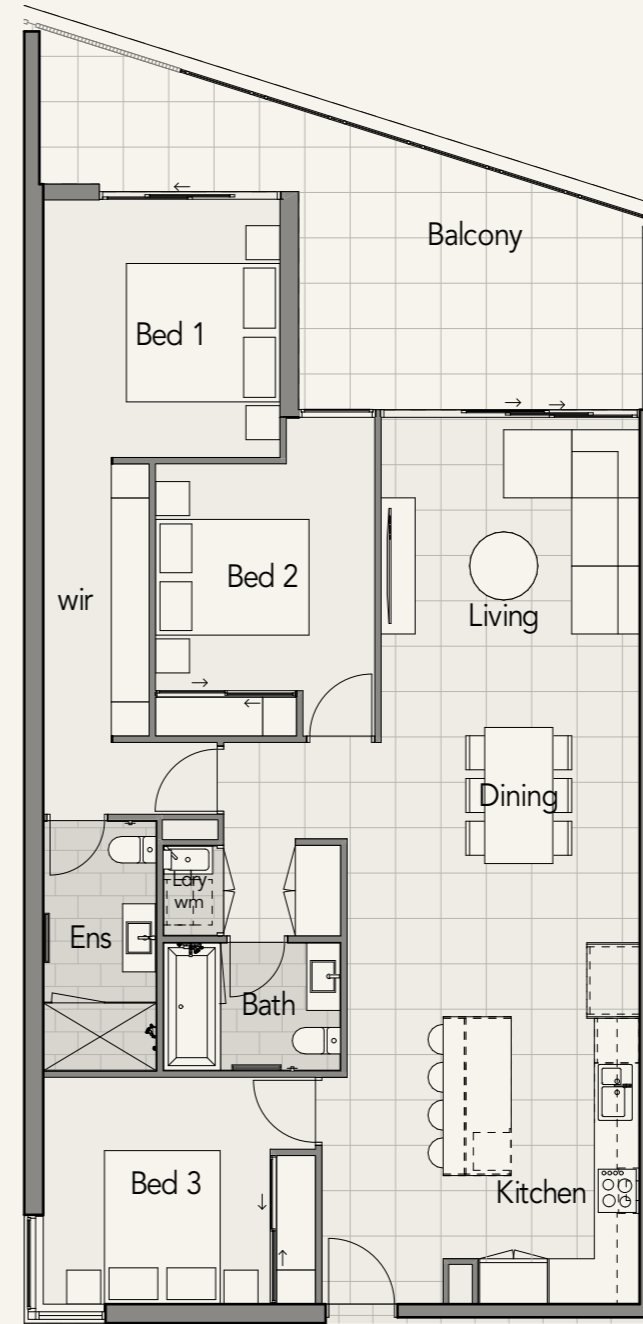 Balcony
Bed 1
Bed 2
wir
Living
Dining
Ldry
wm
Ens
Bath
Bed 3
Kitchen